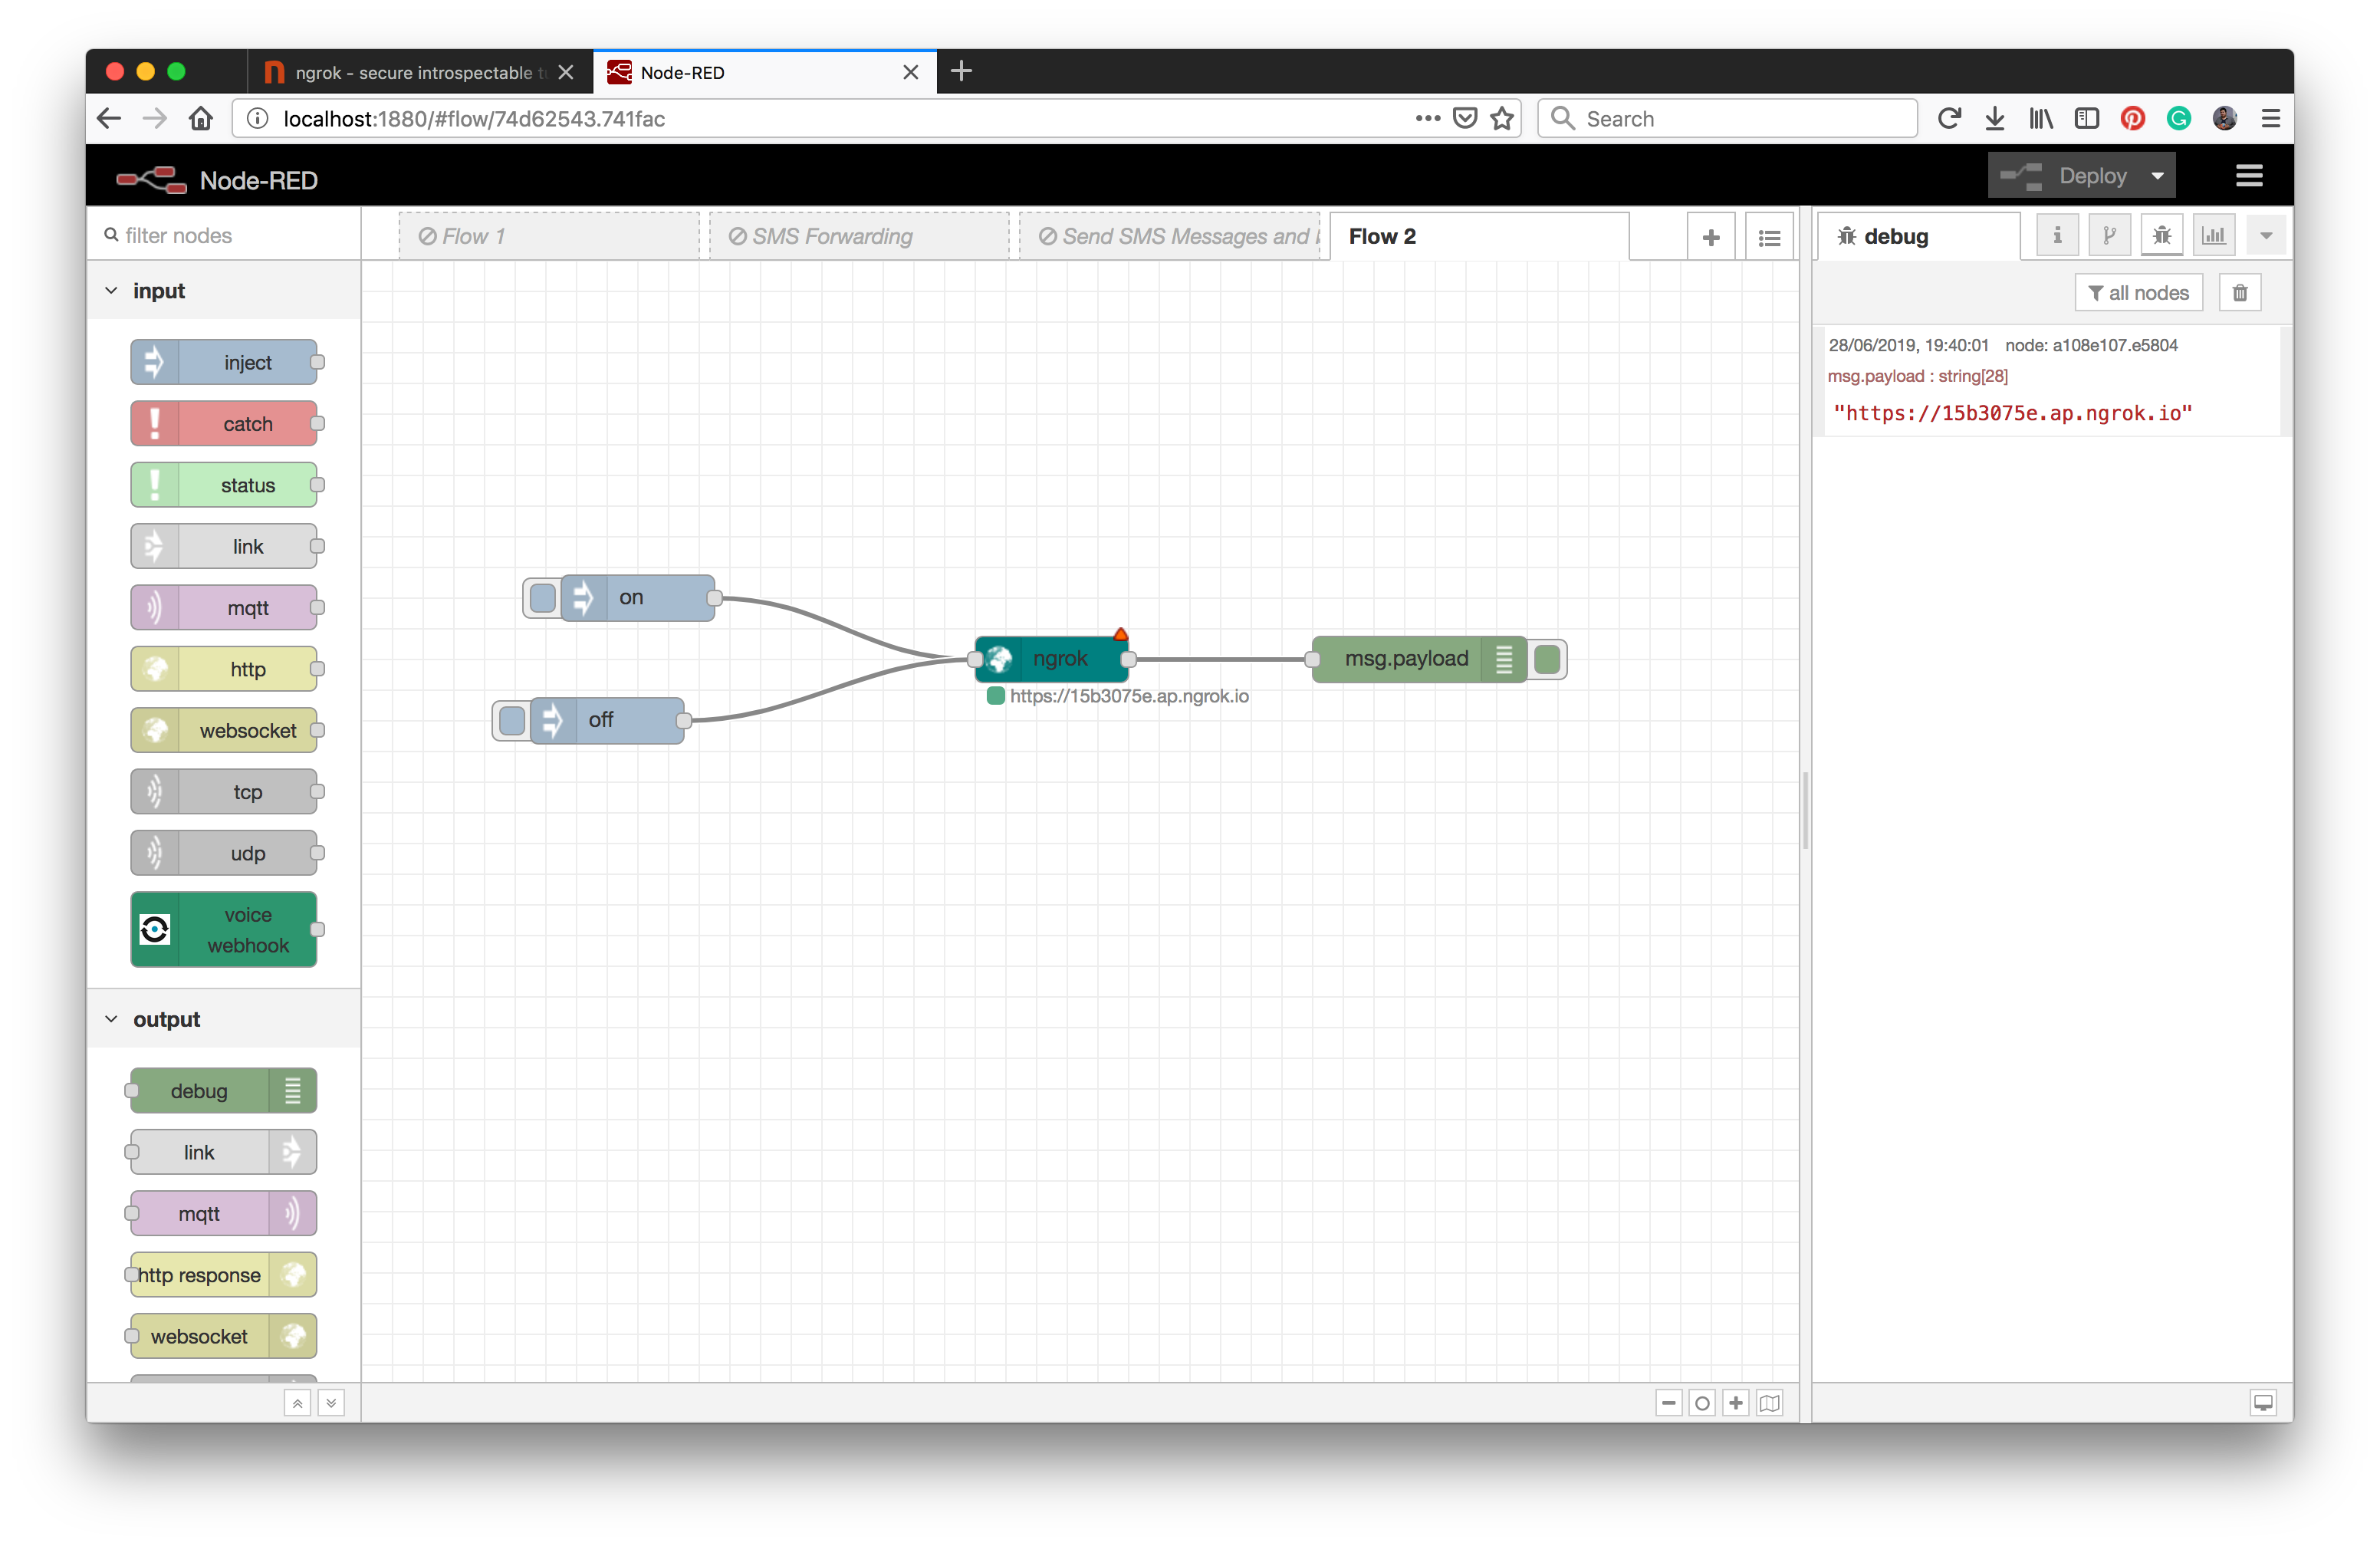 ngrok - secure introspectable t
Node-RED
localhost:1880/#flow/74d62543.741fac
Search
Node-RED
Deploy
filter nodes
Flow 1
SMS Forwarding
Send SMS Messages and
Flow 2
debug
input
all nodes
28/06/2019, 19:40:01 node: a108e107.e5804
msg.payload : string[28]
"https://15b3075e.ap.ngrok.io"
inject
catch
status
link
mqtt
http
websocket
tcp
udp
voice
webhook
on
off
ngrok
https://15b3075e.ap.ngrok.io
msg.payload
output
debug
link
mqtt
http response
websocket